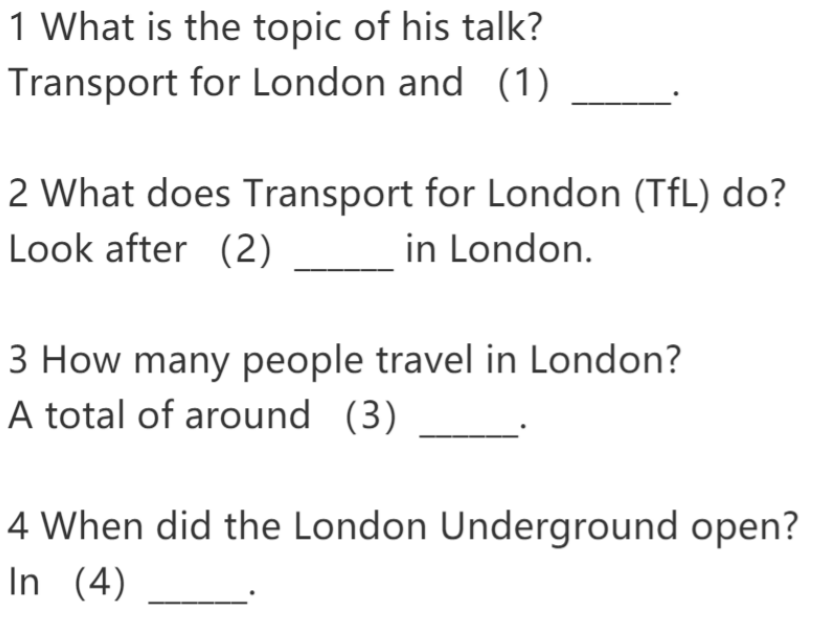 1 What is the topic of his talk?
Transport for London and （1） ______.
2 What does Transport for London (TfL) do?
Look after （2） ______ in London.
3 How many people travel in London?
A total of around （3） ______.
4 When did the London Underground open?
In （4） ______.